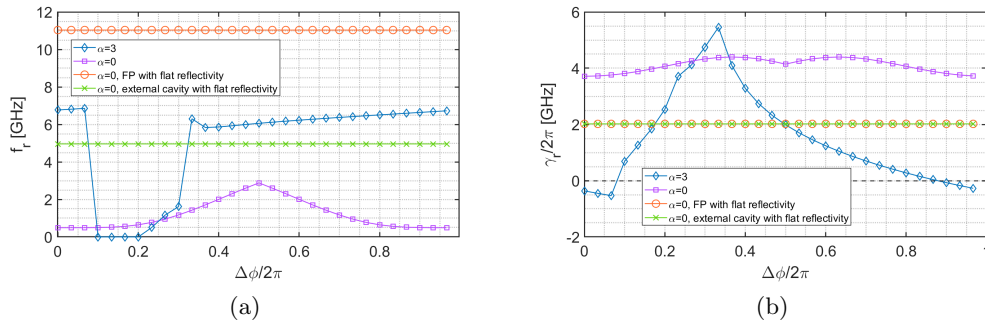 12
10
8
6
4
2
0
f_r [GHz]
α=3
α=0
α=0, FP with flat reflectivity
α=0, external cavity with flat reflectivity
0 0.2 0.4 0.6 0.8
Δϕ/2π
(a)
6
4
2
0
-2
γ_r/2π [GHz]
α=3
α=0
α=0, FP with flat reflectivity
α=0, external cavity with flat reflectivity
0 0.2 0.4 0.6 0.8 1
Δϕ/2π
(b)